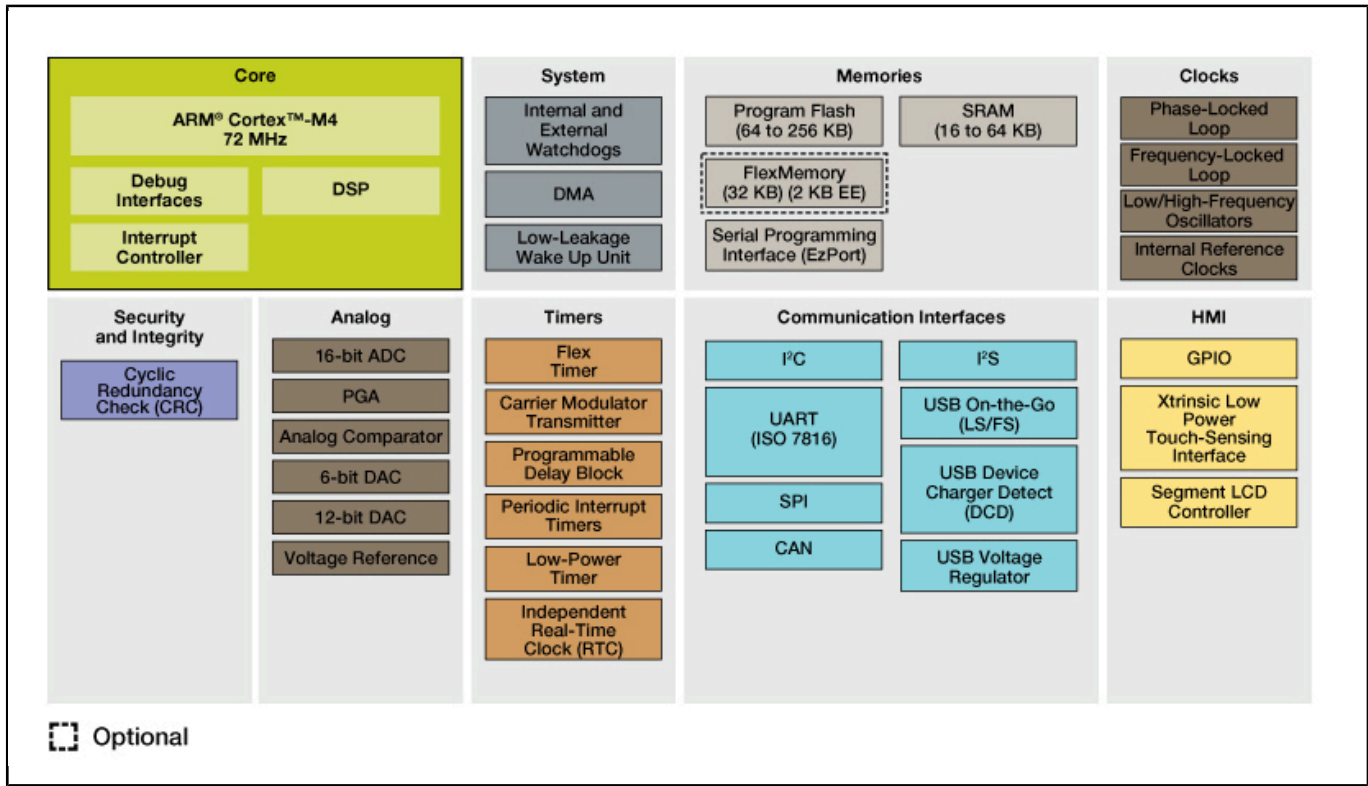 Core
ARM® Cortex™-M4
72 MHz
Debug
Interfaces
DSP
Interrupt
Controller
System
Internal and
External
Watchdogs
DMA
Low-Leakage
Wake Up Unit
Memories
Program Flash
(64 to 256 KB)
SRAM
(16 to 64 KB)
FlexMemory
(32 KB) (2 KB EE)
Serial Programming
Interface (EzPort)
Clocks
Phase-Locked
Loop
Frequency-Locked
Loop
Low/High-Frequency
Oscillators
Internal Reference
Clocks
Security
and Integrity
Cyclic
Redundancy
Check (CRC)
Analog
16-bit ADC
PGA
Analog Comparator
6-bit DAC
12-bit DAC
Voltage Reference
Timers
Flex
Timer
Carrier Modulator
Transmitter
Programmable
Delay Block
Periodic Interrupt
Timers
Low-Power
Timer
Independent
Real-Time
Clock (RTC)
Communication Interfaces
I²C
I²S
UART
(ISO 7816)
USB On-the-Go
(LS/FS)
SPI
USB Device
Charger Detect
(DCD)
CAN
USB Voltage
Regulator
HMI
GPIO
Xtrinsic Low
Power
Touch-Sensing
Interface
Segment LCD
Controller
Optional